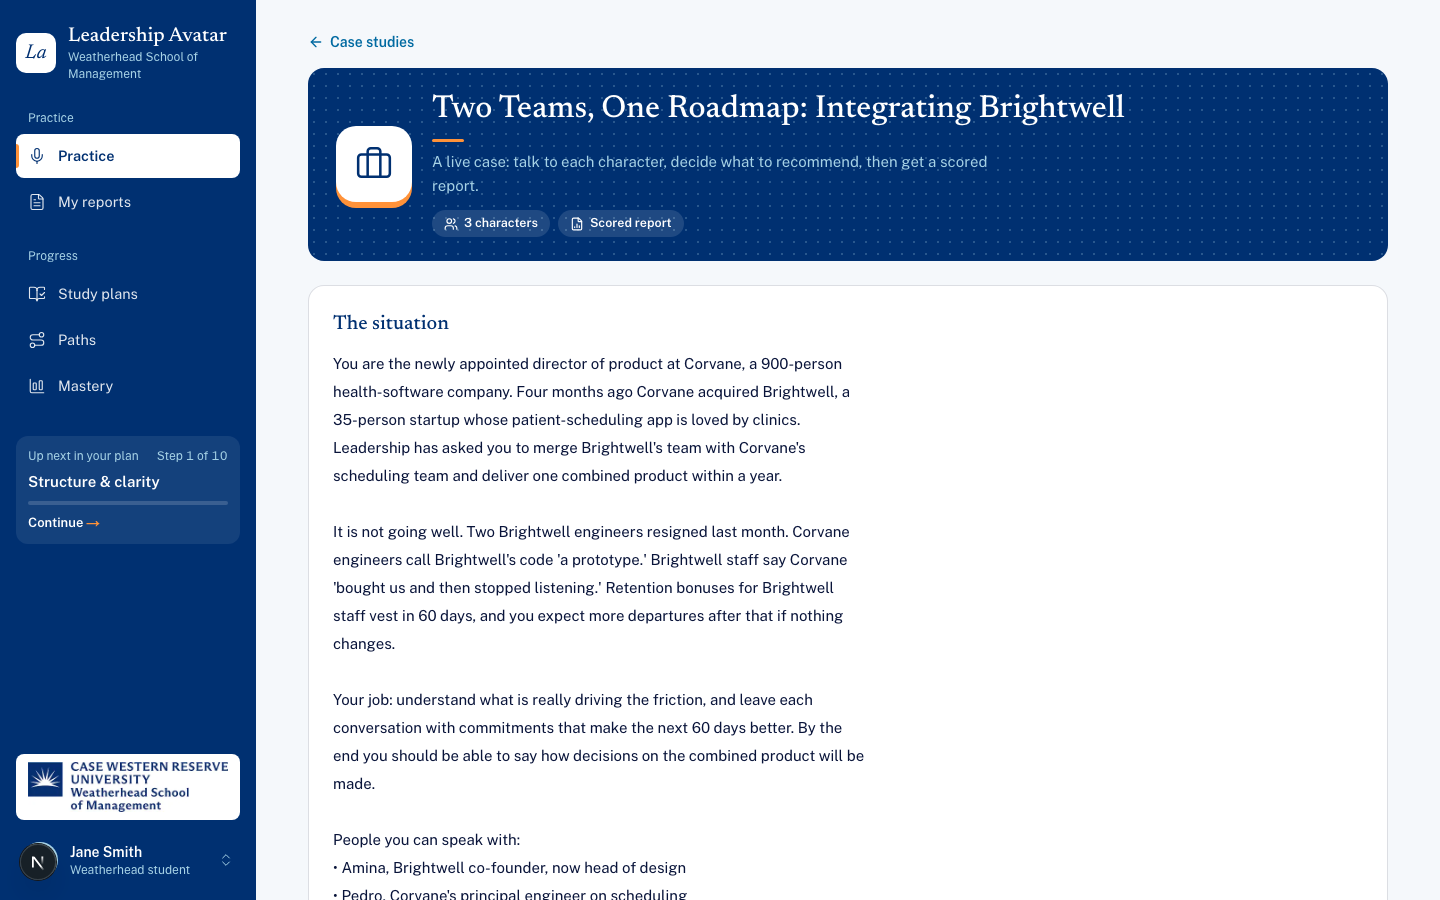 La
Leadership Avatar
Weatherhead School of
Management
Practice
Practice
My reports
Progress
Study plans
Paths
Mastery
Up next in your plan
Step 1 of 10
Structure & clarity
Continue →
CASE WESTERN RESERVE
UNIVERSITY
Weatherhead School
of Management
N
Jane Smith
Weatherhead student
← Case studies
Two Teams, One Roadmap: Integrating Brightwell
A live case: talk to each character, decide what to recommend, then get a scored
report.
3 characters
Scored report
The situation
You are the newly appointed director of product at Corvane, a 900-person
health-software company. Four months ago Corvane acquired Brightwell, a
35-person startup whose patient-scheduling app is loved by clinics.
Leadership has asked you to merge Brightwell's team with Corvane's
scheduling team and deliver one combined product within a year.
It is not going well. Two Brightwell engineers resigned last month. Corvane
engineers call Brightwell's code 'a prototype.' Brightwell staff say Corvane
'bought us and then stopped listening.' Retention bonuses for Brightwell
staff vest in 60 days, and you expect more departures after that if nothing
changes.
Your job: understand what is really driving the friction, and leave each
conversation with commitments that make the next 60 days better. By the
end you should be able to say how decisions on the combined product will be
made.
People you can speak with:
• Amina, Brightwell co-founder, now head of design
• Pedro, Corvane's principal engineer on scheduling